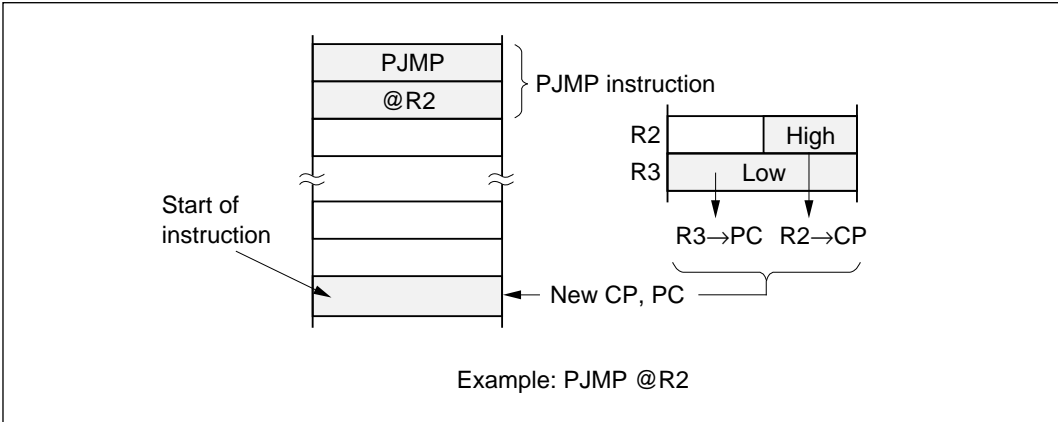 PJMP
@R2
PJMP instruction
R2
High
R3
Low
Start of
instruction
R3→PC R2→CP
New CP, PC
Example: PJMP @R2